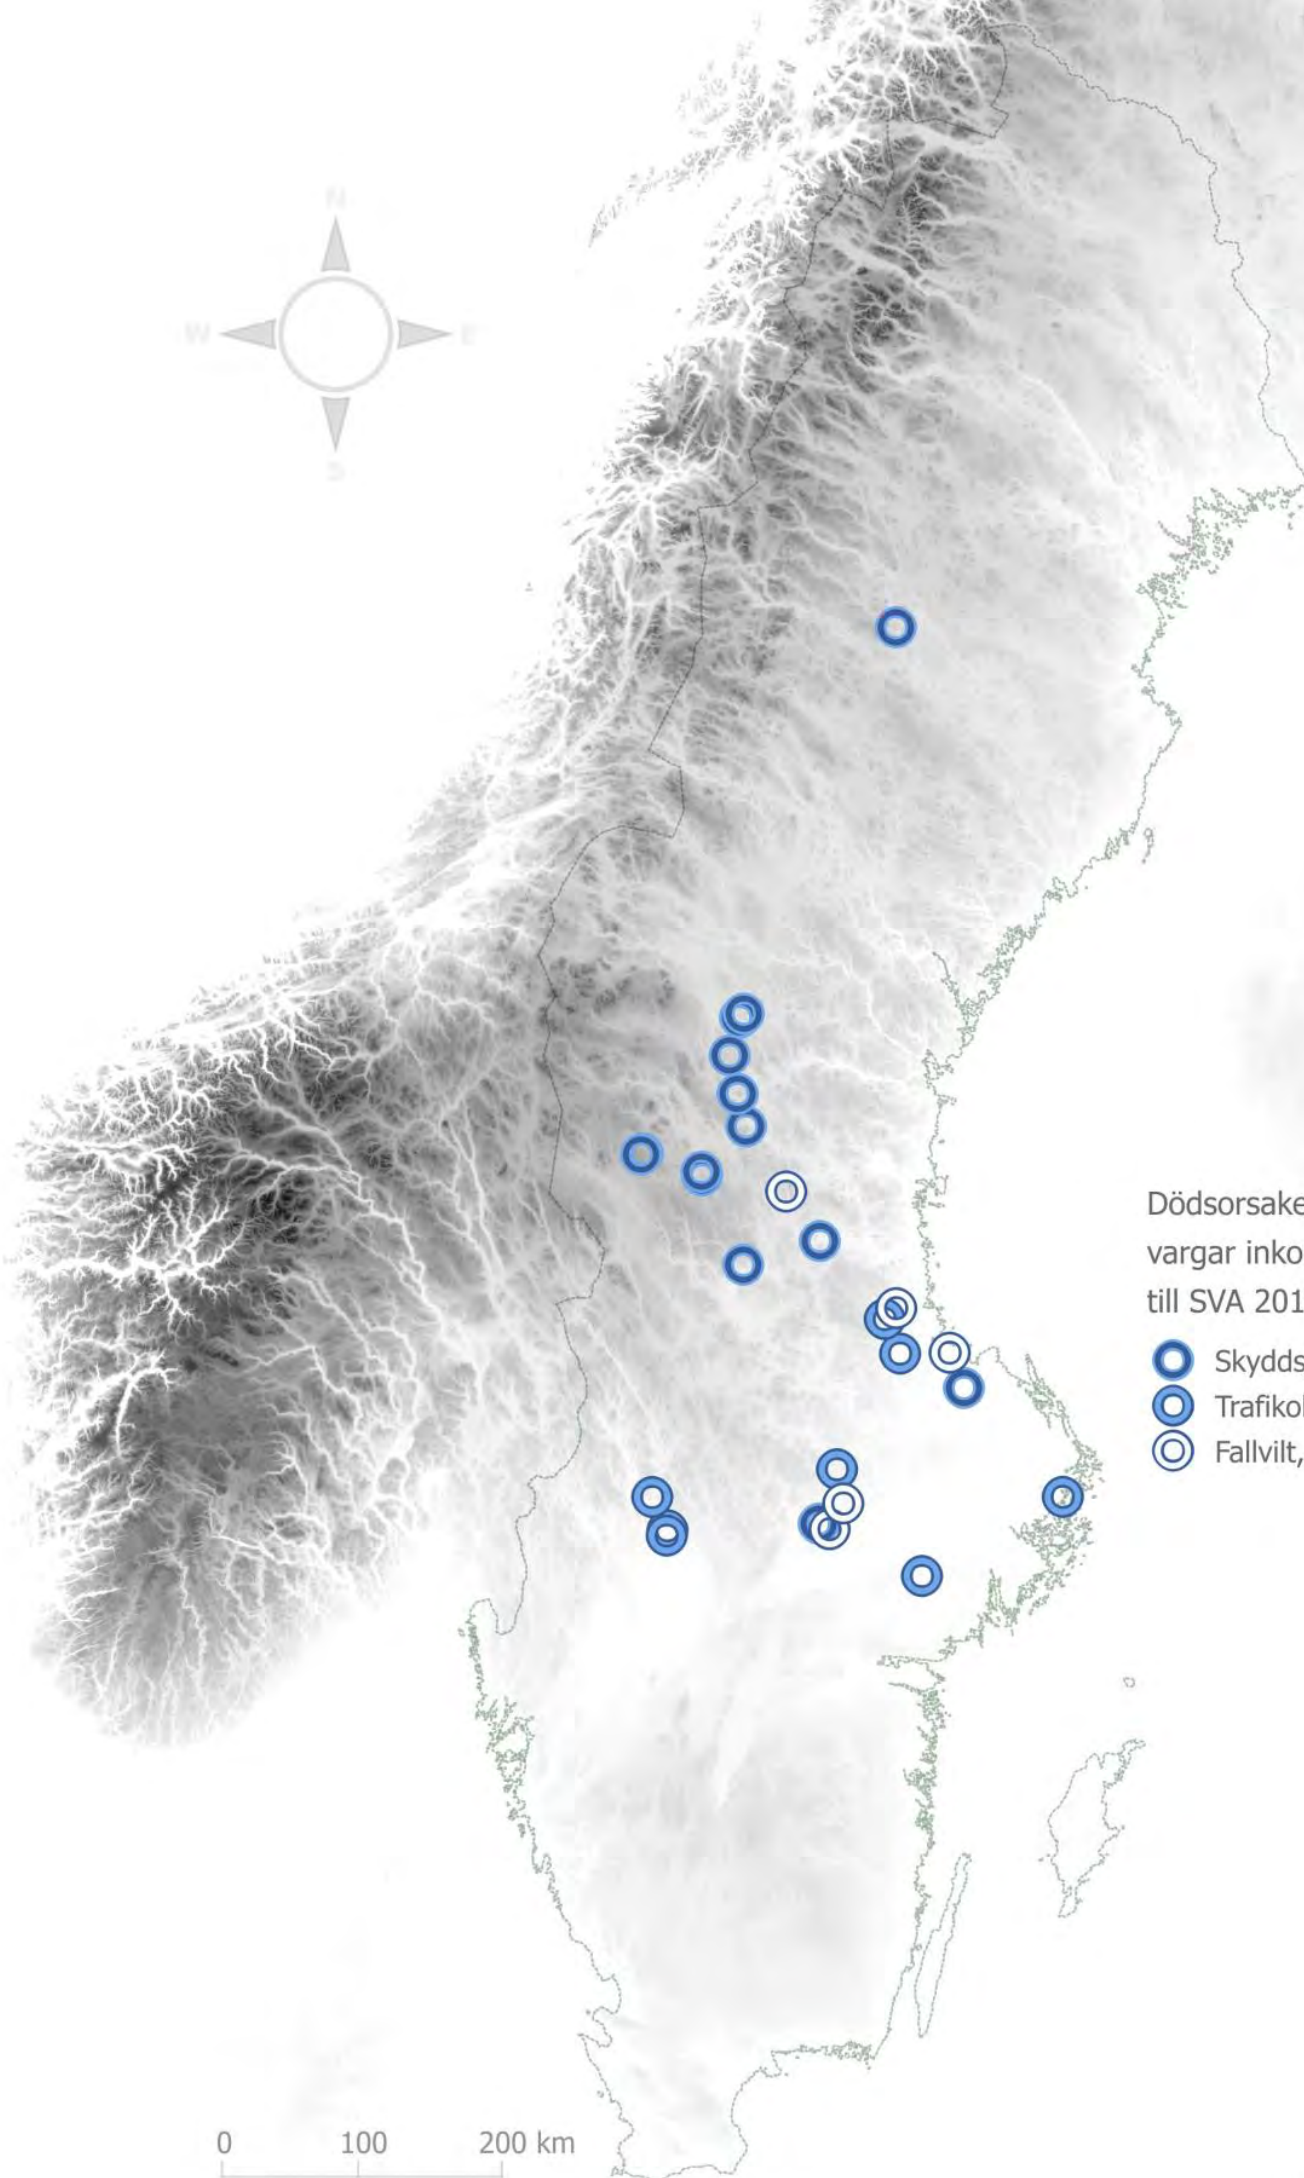 N
W E
S
Dödsorsake
vargar inko
till SVA 201
Skydds
Trafikol
Fallvilt,
0 100 200 km